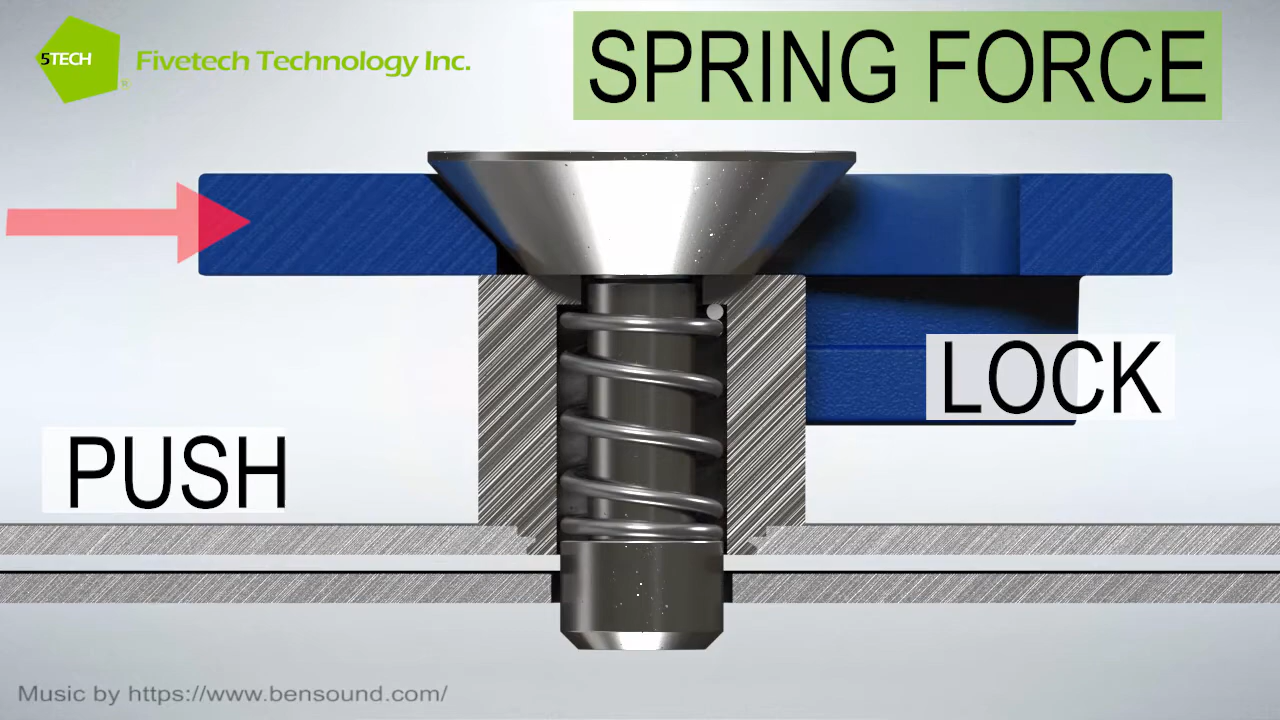 5TECH
®
Fivetech Technology Inc.
SPRING FORCE
LOCK
PUSH
Music by https://www.bensound.com/